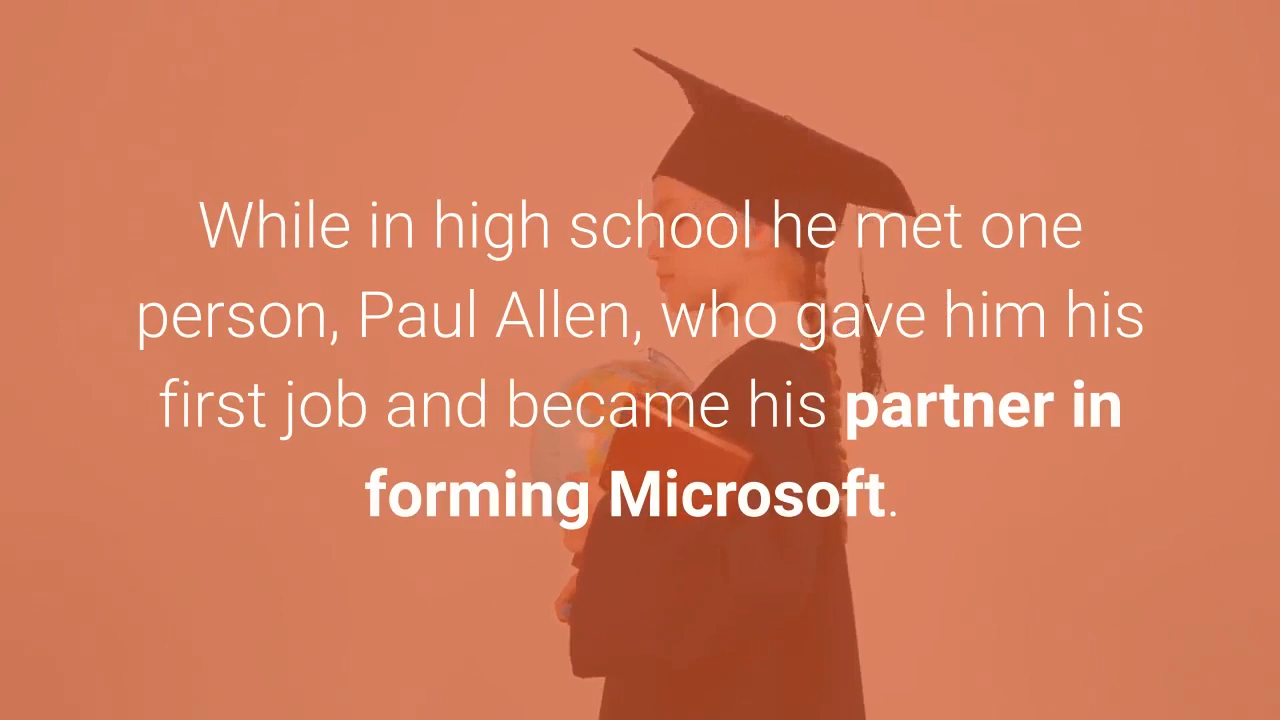 While in high school he met one
person, Paul Allen, who gave him his
first job and became his partner in
forming Microsoft.